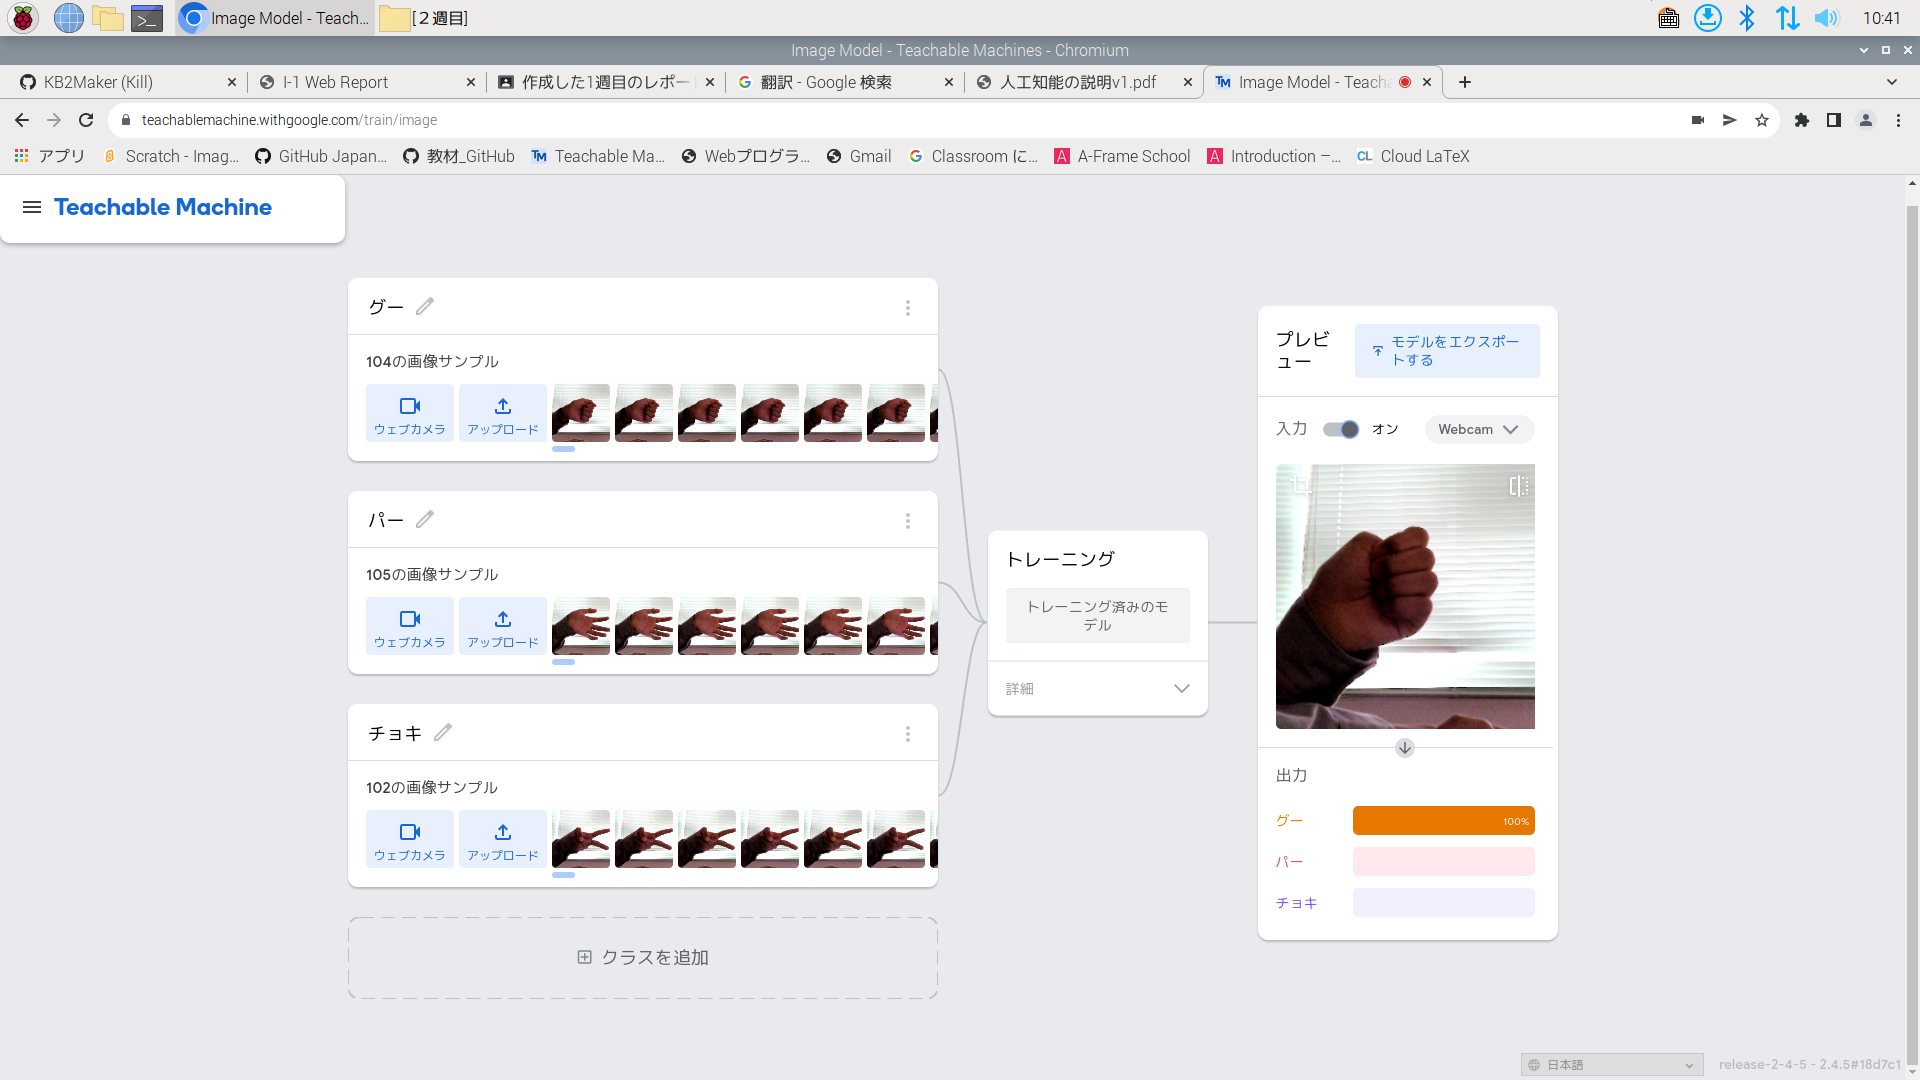 Image Model - Teach...
[２週目]
10:41
Image Model - Teachable Machines - Chromium
KB2Maker (Kill)
I-1 Web Report
作成した1週目のレポー
翻訳 - Google 検索
人工知能の説明v1.pdf
TM Image Model - Teach
teachablemachine.withgoogle.com/train/image
アプリ
Scratch - Imag...
GitHub Japan...
教材_GitHub
TM Teachable Ma...
Webプログラ...
Gmail
Classroom に...
A-Frame School
Introduction –...
CL Cloud LaTeX
Teachable Machine
グー
104の画像サンプル
ウェブカメラ
アップロード
パー
105の画像サンプル
ウェブカメラ
アップロード
チョキ
102の画像サンプル
ウェブカメラ
アップロード
クラスを追加
トレーニング
トレーニング済みのモ
デル
詳細
プレビ
ュー
モデルをエクスポー
トする
入力
オン
Webcam
出力
グー
100%
パー
チョキ
日本語
release-2-4-5 - 2.4.5#18d7c1